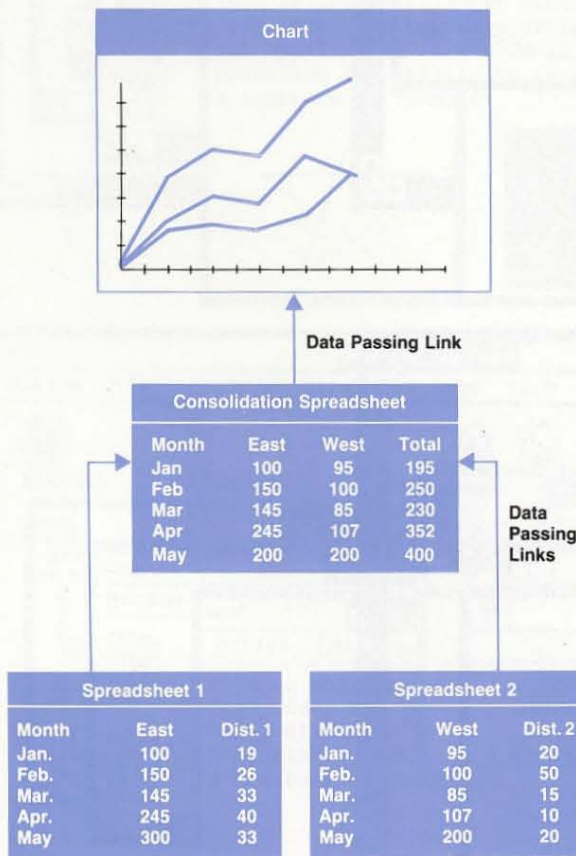 Chart
Data Passing Link
Consolidation Spreadsheet
Month East West Total
Jan 100 95 195
Feb 150 100 250
Mar 145 85 230
Apr 245 107 352
May 200 200 400
Data
Passing
Links
Spreadsheet 1
Month East Dist. 1
Jan. 100 19
Feb. 150 26
Mar. 145 33
Apr. 245 40
May 300 33
Spreadsheet 2
Month West Dist. 2
Jan. 95 20
Feb. 100 50
Mar. 85 15
Apr. 107 10
May 200 20